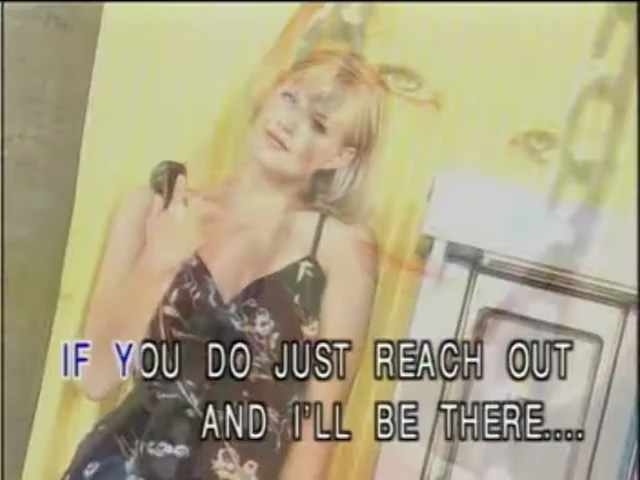 IF YOU DO JUST REACH OUT
AND I'LL BE THERE....